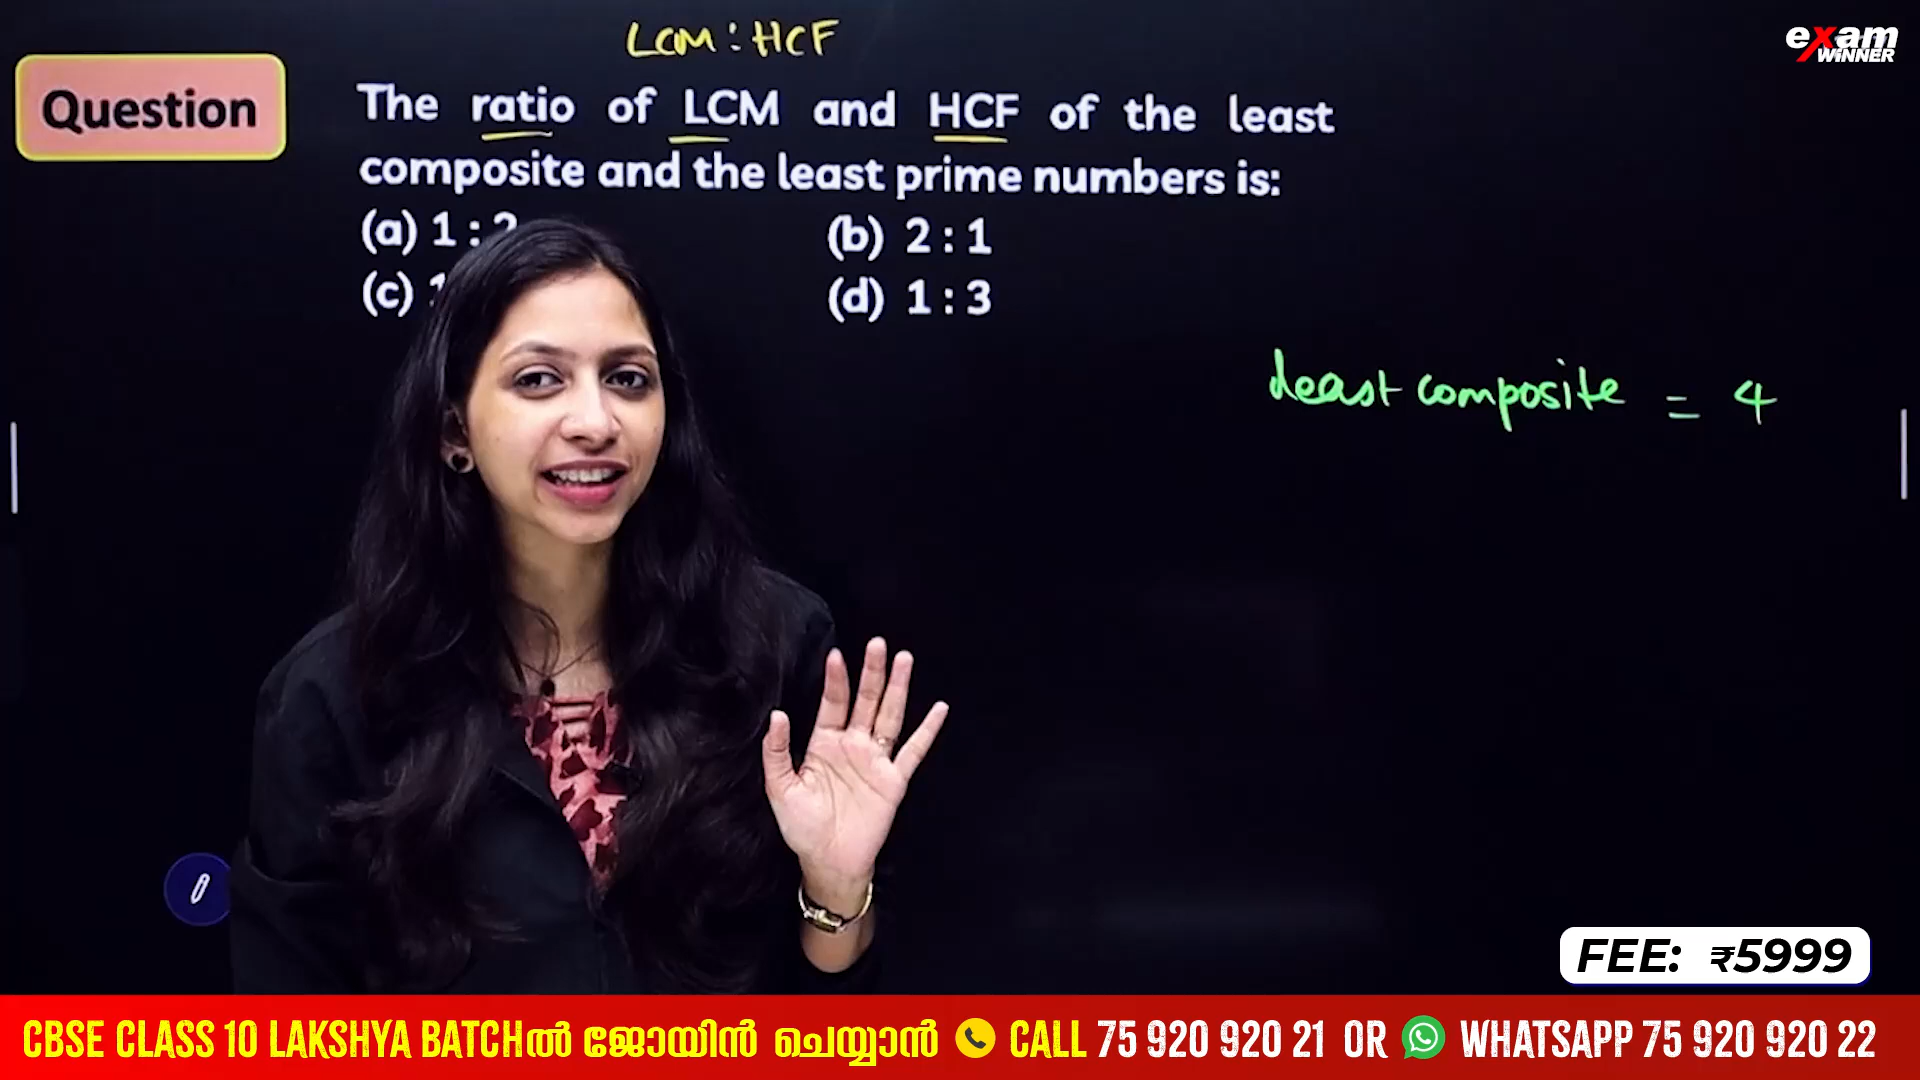 LCM : HCF
exam
WINNER
Question
The ratio of LCM and HCF of the least
composite and the least prime numbers is:
(a) 1 : 2
(b) 2 : 1
(c) 1
(d) 1 : 3
Least composite = 4
FEE: ₹5999
CBSE CLASS 10 LAKSHYA BATCHൽ ജോയിൻ ചെയ്യാൻ CALL 75 920 920 21 OR WHATSAPP 75 920 920 22